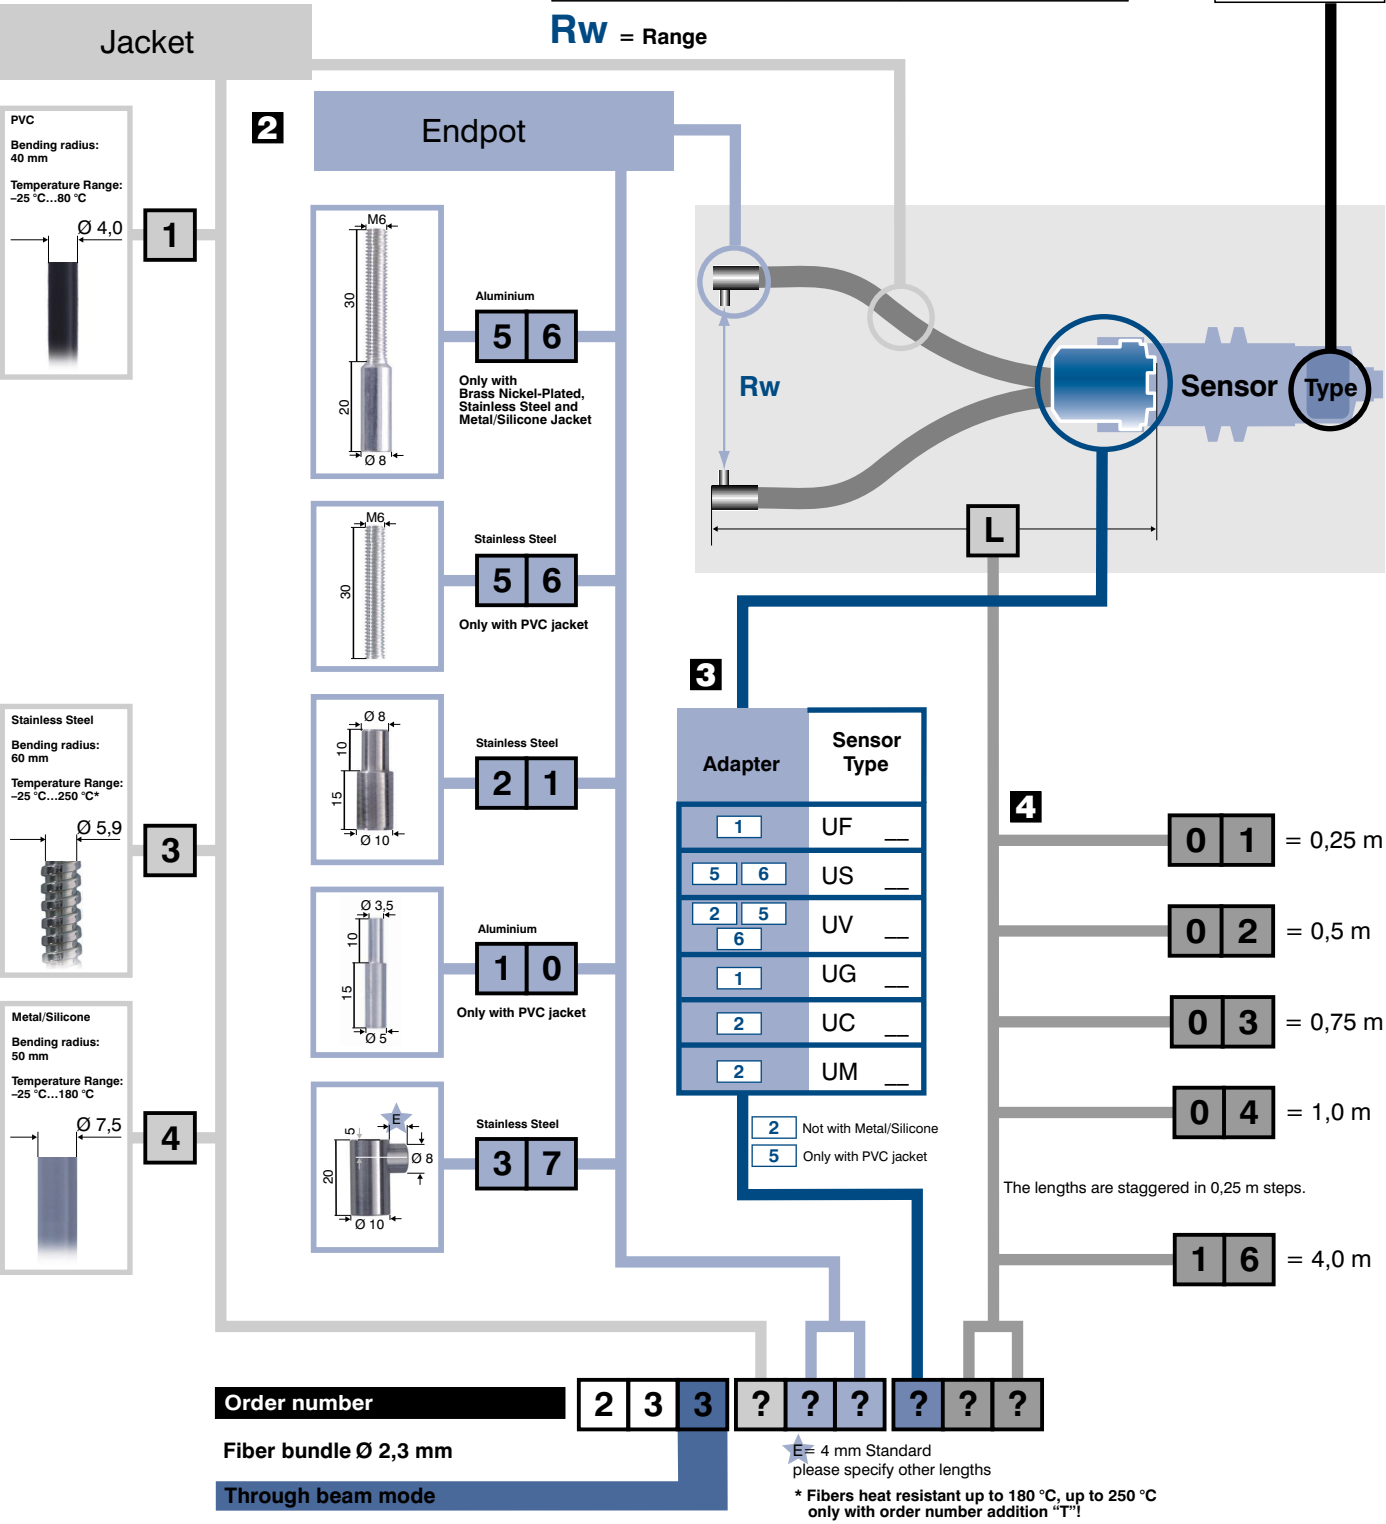 Jacket
Rw = Range
PVC
Bending radius:
40 mm
Temperature Range:
–25 °C...80 °C
Ø 4,0
1
Stainless Steel
Bending radius:
60 mm
Temperature Range:
–25 °C...250 °C*
Ø 5,9
3
Metal/Silicone
Bending radius:
50 mm
Temperature Range:
–25 °C...180 °C
Ø 7,5
4
2
Endpot
M6
30
20
Ø 8
Aluminium
5 6
Only with
Brass Nickel-Plated,
Stainless Steel and
Metal/Silicone Jacket
M6
30
Stainless Steel
5 6
Only with PVC jacket
Ø 8
10
15
Ø 10
Stainless Steel
2 1
Ø 3,5
10
15
Ø 5
Aluminium
1 0
Only with PVC jacket
E
5
20
Ø 8
Ø 10
Stainless Steel
3 7
Rw
Sensor
Type
L
3
Adapter
Sensor
Type
1 UF __
5 6 US __
2 5
6
UV __
1 UG __
2 UC __
2 UM __
2 Not with Metal/Silicone
5 Only with PVC jacket
4
0 1 = 0,25 m
0 2 = 0,5 m
0 3 = 0,75 m
0 4 = 1,0 m
The lengths are staggered in 0,25 m steps.
1 6 = 4,0 m
Order number
2 3 3 ? ? ? ? ? ?
Fiber bundle Ø 2,3 mm
Through beam mode
E= 4 mm Standard
please specify other lengths
* Fibers heat resistant up to 180 °C, up to 250 °C
only with order number addition “T”!